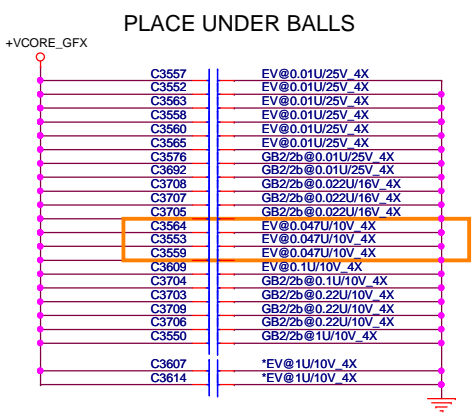 PLACE UNDER BALLS
+VCORE_GFX
C3557 EV@0.01U/25V_4X
C3552 EV@0.01U/25V_4X
C3563 EV@0.01U/25V_4X
C3558 EV@0.01U/25V_4X
C3560 EV@0.01U/25V_4X
C3565 EV@0.01U/25V_4X
C3576 GB2/2b@0.01U/25V_4X
C3692 GB2/2b@0.01U/25V_4X
C3708 GB2/2b@0.022U/16V_4X
C3707 GB2/2b@0.022U/16V_4X
C3705 GB2/2b@0.022U/16V_4X
C3564 EV@0.047U/10V_4X
C3553 EV@0.047U/10V_4X
C3559 EV@0.047U/10V_4X
C3609 EV@0.1U/10V_4X
C3704 GB2/2b@0.1U/10V_4X
C3703 GB2/2b@0.22U/10V_4X
C3709 GB2/2b@0.22U/10V_4X
C3706 GB2/2b@0.22U/10V_4X
C3550 GB2/2b@1U/10V_4X
C3607 *EV@1U/10V_4X
C3614 *EV@1U/10V_4X